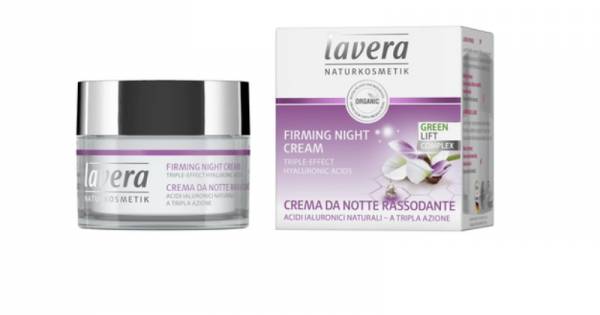 lavera
NATURKOSMETIK
FIRMING NIGHT CREAM
TRIPLE-EFFECT HYALURONIC ACIDS
CREMA DA NOTTE RASSODANTE
ACIDI IALURONICI NATURALI –
A TRIPLA AZIONE
lavera
NATURKOSMETIK
ORGANIC
FIRMING NIGHT
CREAM
TRIPLE-EFFECT
HYALURONIC ACIDS
GREEN
LIFT
COMPLEX
CREMA DA NOTTE RASSODANTE
ACIDI IALURONICI NATURALI – A TRIPLA AZIONE